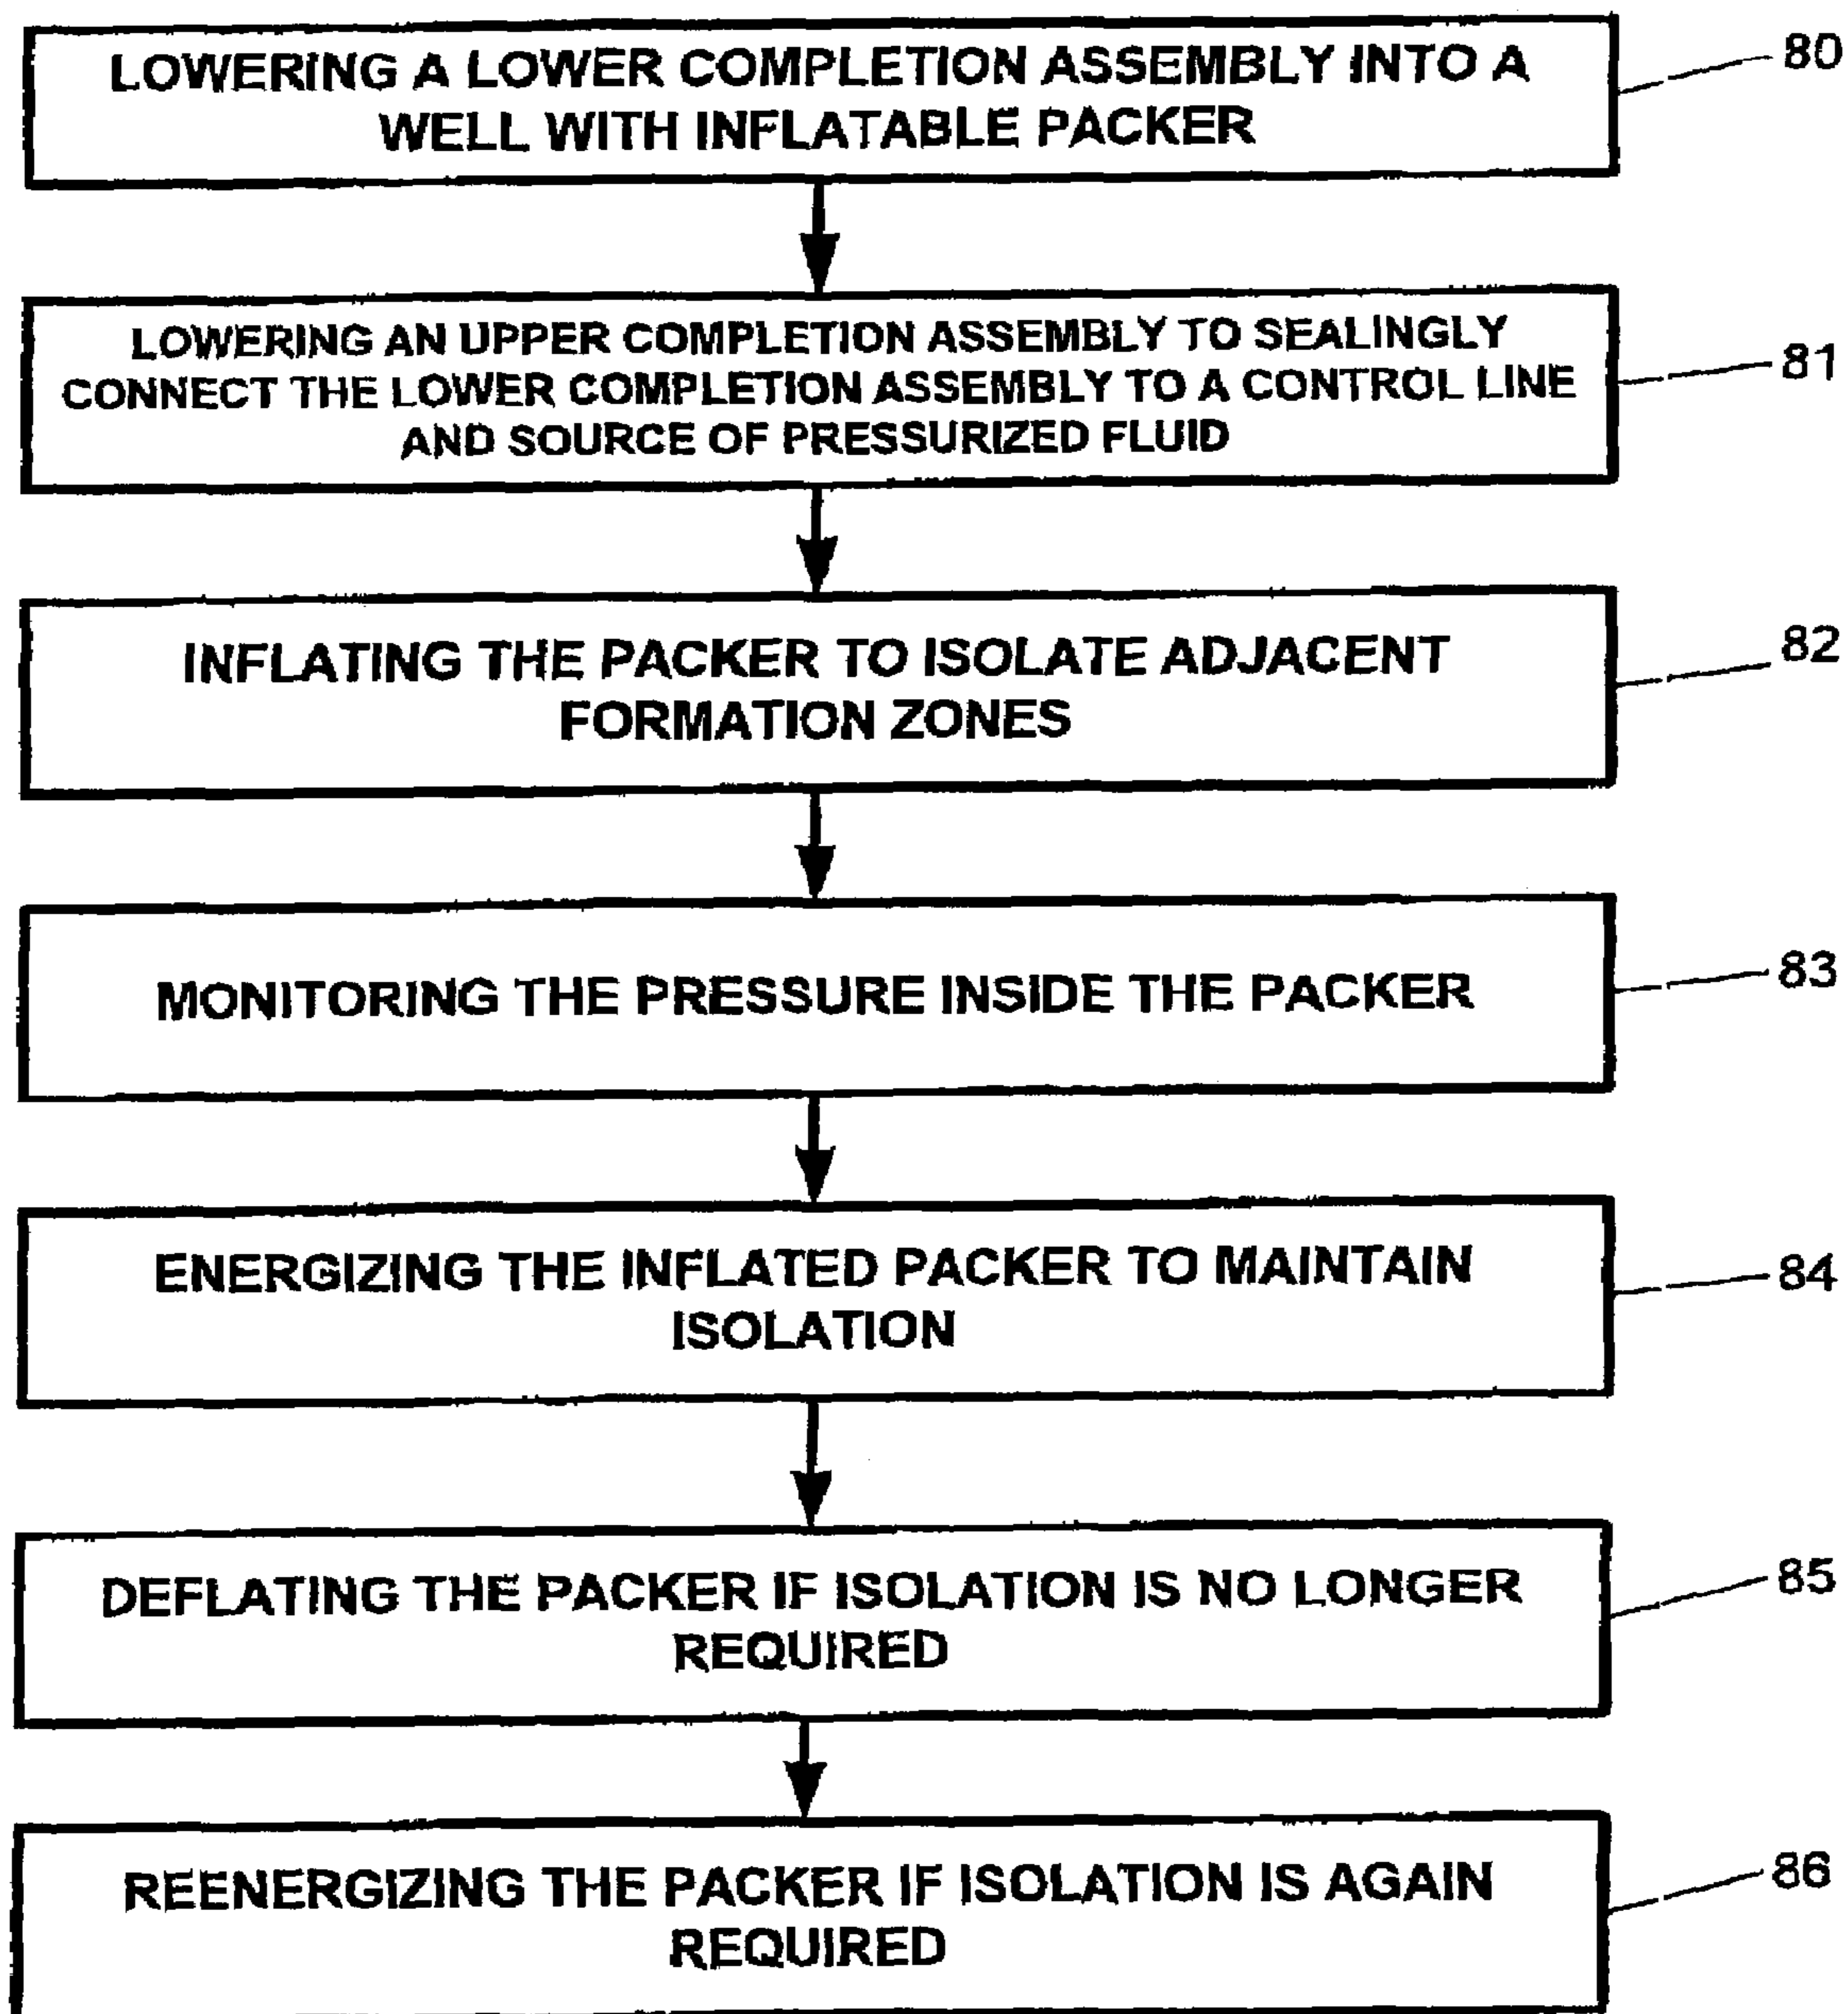 LOWERING A LOWER COMPLETION ASSEMBLY INTO A
WELL WITH INFLATABLE PACKER
80
LOWERING AN UPPER COMPLETION ASSEMBLY TO SEALINGLY
CONNECT THE LOWER COMPLETION ASSEMBLY TO A CONTROL LINE
AND SOURCE OF PRESSURIZED FLUID
81
INFLATING THE PACKER TO ISOLATE ADJACENT
FORMATION ZONES
82
MONITORING THE PRESSURE INSIDE THE PACKER
83
ENERGIZING THE INFLATED PACKER TO MAINTAIN
ISOLATION
84
DEFLATING THE PACKER IF ISOLATION IS NO LONGER
REQUIRED
85
REENERGIZING THE PACKER IF ISOLATION IS AGAIN
REQUIRED
86